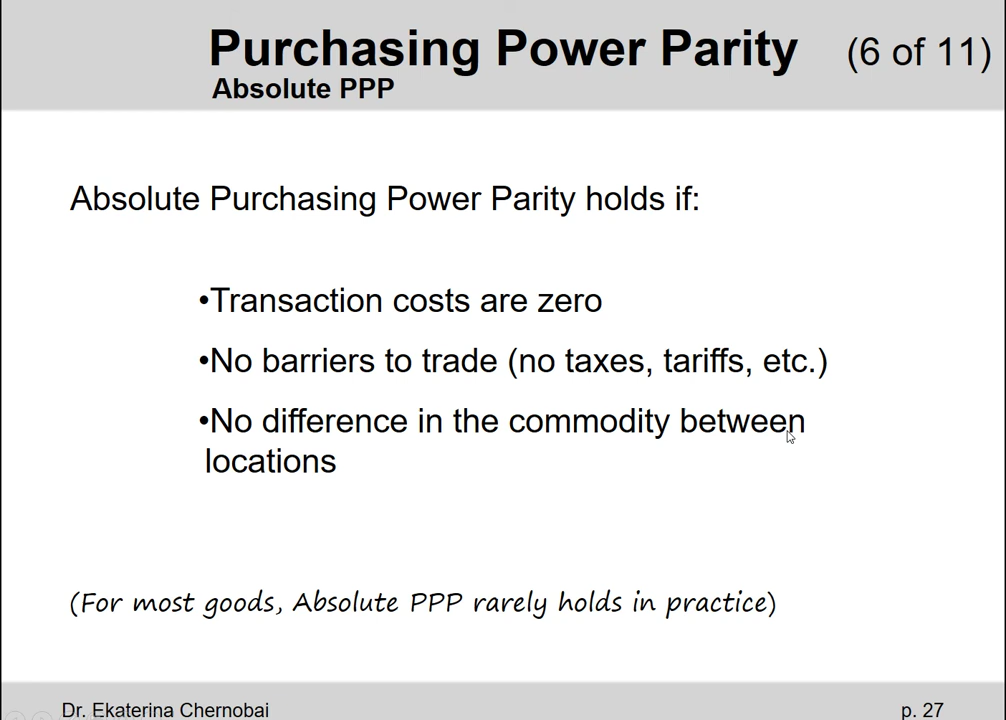 Purchasing Power Parity (6 of 11)
Absolute PPP
Absolute Purchasing Power Parity holds if:
•Transaction costs are zero
•No barriers to trade (no taxes, tariffs, etc.)
•No difference in the commodity between
locations
(For most goods, Absolute PPP rarely holds in practice)
Dr. Ekaterina Chernobai p. 27